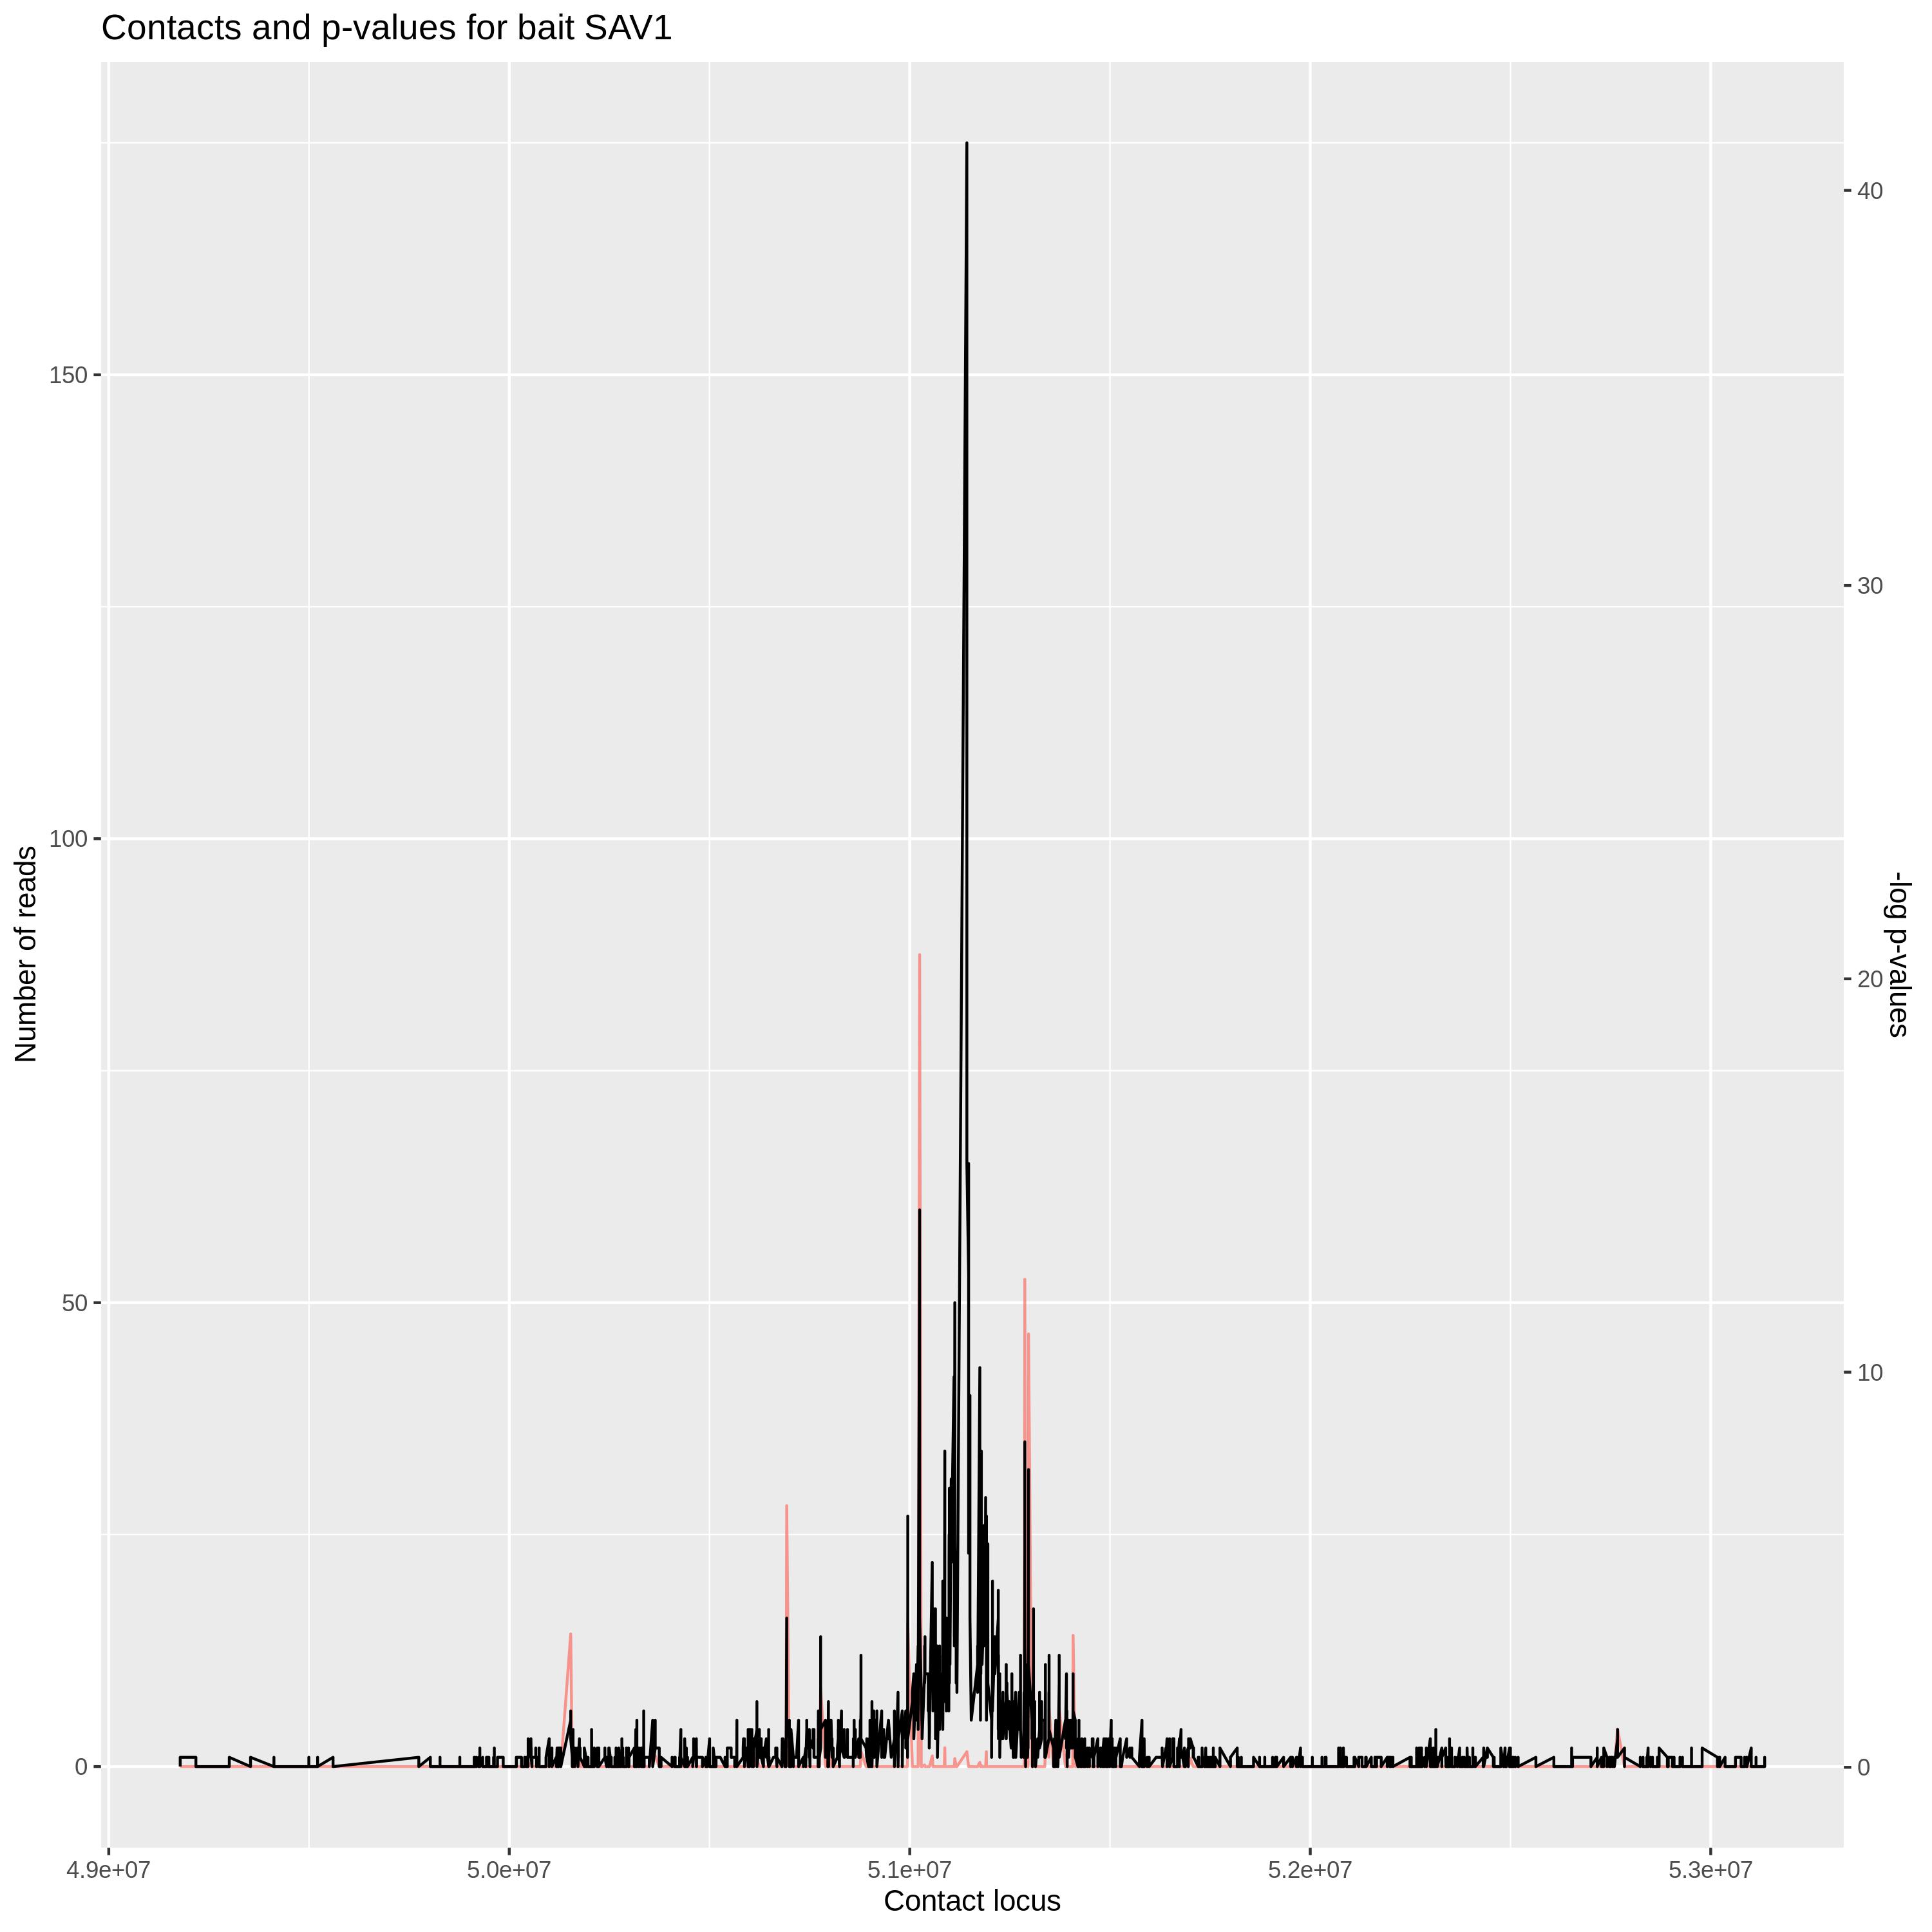 Contacts and p-values for bait SAV1
150
100
50
0
Number of reads
40
30
20
10
0
-log p-values
4.9e+07
5.0e+07
5.1e+07
5.2e+07
5.3e+07
Contact locus